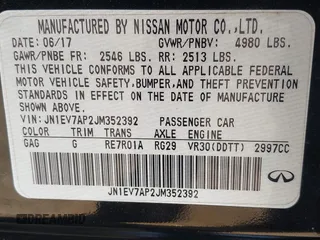 MANUFACTURED BY NISSAN MOTOR CO.,LTD.
DATE: 06/17 GVWR/PNBV: 4980 LBS.
GAWR/PNBE FR: 2546 LBS. RR: 2513 LBS.
THIS VEHICLE CONFORMS TO ALL APPLICABLE FEDERAL
MOTOR VEHICLE SAFETY,BUMPER,AND THEFT PREVENTION
STANDARDS IN EFFECT ON THE DATE OF MANUFACTURE
SHOWN ABOVE.
VIN: JN1EV7AP2JM352392 PASSENGER CAR
COLOR TRIM TRANS AXLE ENGINE
GAG G RE7R01A RG29 VR30(DDTT) 2997CC
JN1EV7AP2JM352392
DREAMBID